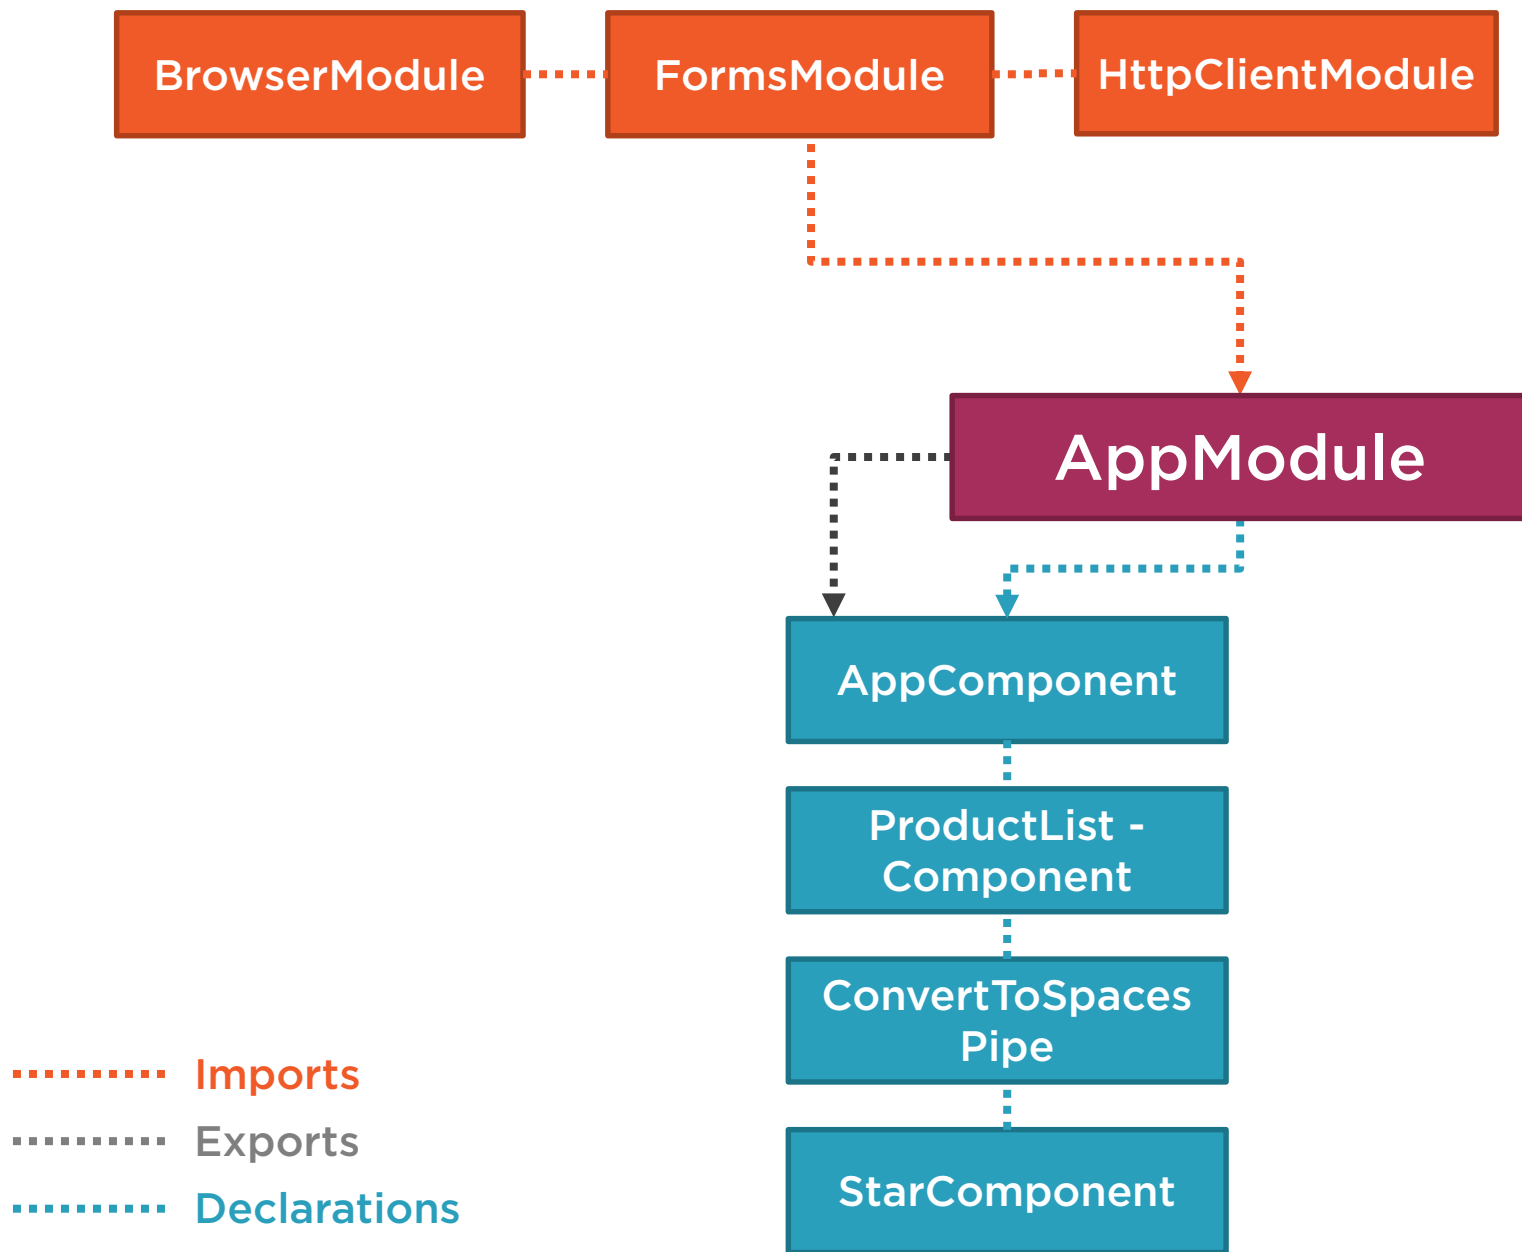 BrowserModule
FormsModule
HttpClientModule
AppModule
AppComponent
ProductList -
Component
ConvertToSpaces
Pipe
StarComponent
Imports
Exports
Declarations